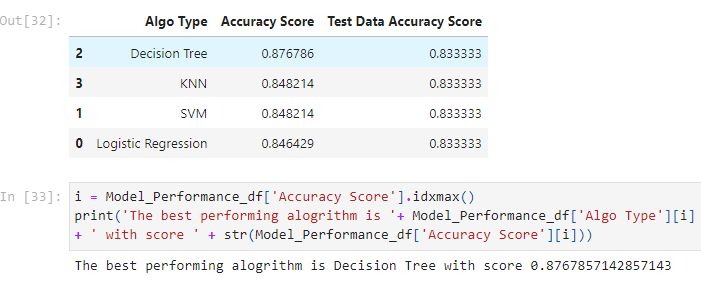 Out[32]:
Algo Type Accuracy Score Test Data Accuracy Score
2 Decision Tree 0.876786 0.833333
3 KNN 0.848214 0.833333
1 SVM 0.848214 0.833333
0 Logistic Regression 0.846429 0.833333
In [33]: i = Model_Performance_df['Accuracy Score'].idxmax()
print('The best performing alogrithm is '+ Model_Performance_df['Algo Type'][i]
+ ' with score ' + str(Model_Performance_df['Accuracy Score'][i]))
The best performing alogrithm is Decision Tree with score 0.8767857142857143